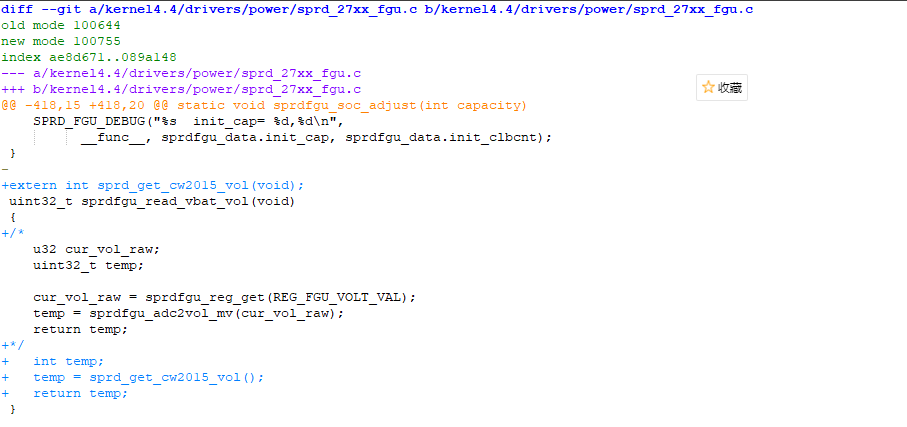 diff --git a/kernel4.4/drivers/power/sprd_27xx_fgu.c b/kernel4.4/drivers/power/sprd_27xx_fgu.c
old mode 100644
new mode 100755
index ae8d671..089a148
--- a/kernel4.4/drivers/power/sprd_27xx_fgu.c
+++ b/kernel4.4/drivers/power/sprd_27xx_fgu.c
收藏
@@ -418,15 +418,20 @@ static void sprdfgu_soc_adjust(int capacity)
    SPRD_FGU_DEBUG("%s  init_cap= %d,%d\n",
          __func__, sprdfgu_data.init_cap, sprdfgu_data.init_clbcnt);
 }
-
+extern int sprd_get_cw2015_vol(void);
 uint32_t sprdfgu_read_vbat_vol(void)
 {
+/*
    u32 cur_vol_raw;
    uint32_t temp;

    cur_vol_raw = sprdfgu_reg_get(REG_FGU_VOLT_VAL);
    temp = sprdfgu_adc2vol_mv(cur_vol_raw);
    return temp;
+*/
+   int temp;
+   temp = sprd_get_cw2015_vol();
+   return temp;
 }